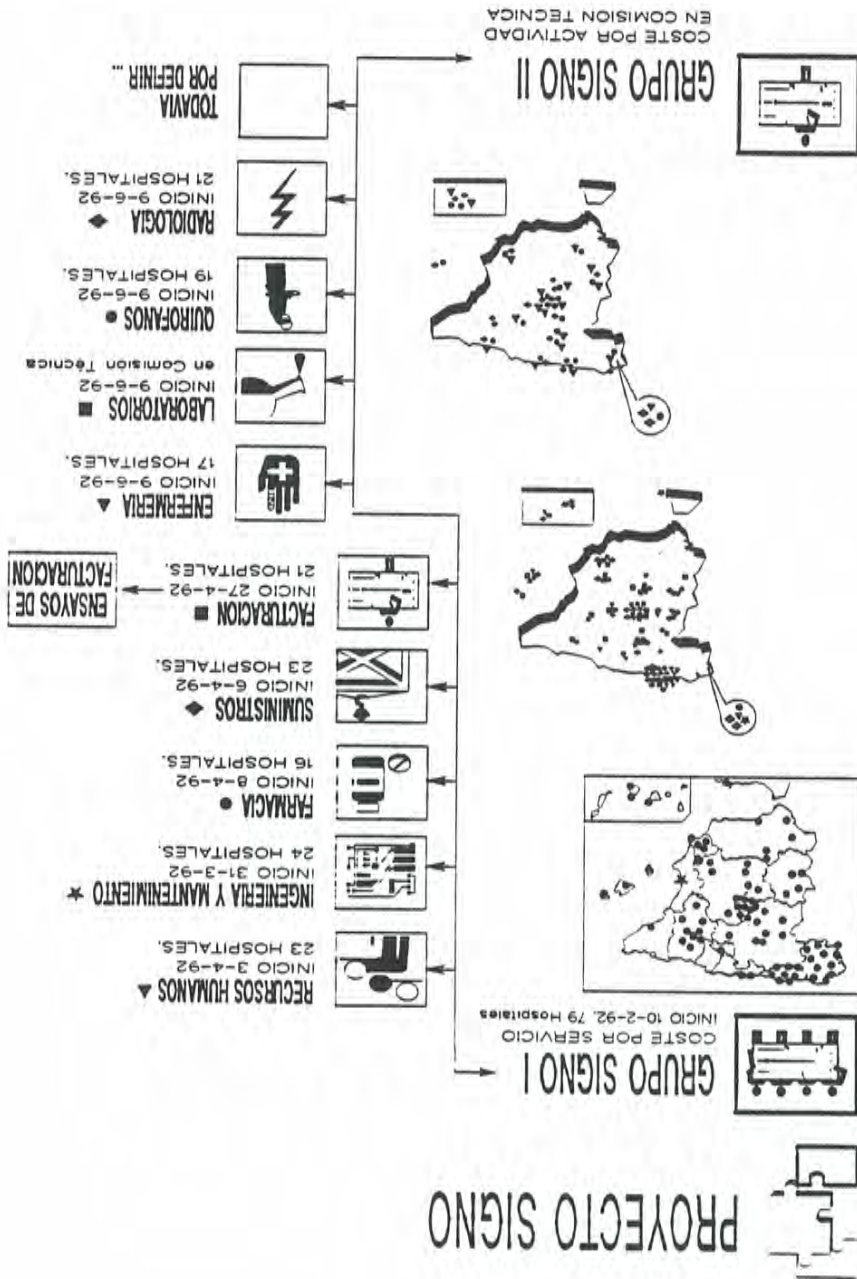 PROYECTO SIGNO
GRUPO SIGNO I
COSTE POR SERVICIO
INICIO 10-2-92. 79 Hospitales
RECURSOS HUMANOS
INICIO 3-4-92
23 HOSPITALES.
INGENIERIA Y MANTENIMIENTO
INICIO 31-3-92
24 HOSPITALES.
FARMACIA
INICIO 8-4-92
16 HOSPITALES.
SUMINISTROS
INICIO 6-4-92
23 HOSPITALES.
FACTURACION
INICIO 27-4-92
21 HOSPITALES.
ENSAYOS DE
FACTURACION
ENFERMERIA
INICIO 9-6-92
17 HOSPITALES.
LABORATORIOS
INICIO 9-6-92
en Comisión Técnica
QUIROFANOS
INICIO 9-6-92
19 HOSPITALES.
RADIOLOGIA
INICIO 9-6-92
21 HOSPITALES.
TODAVIA
POR DEFINIR ...
GRUPO SIGNO II
COSTE POR ACTIVIDAD
EN COMISION TECNICA